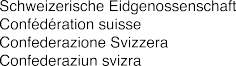 Schweizerische Eidgenossenschaft
Confédération suisse
Confederazione Svizzera
Confederaziun svizra